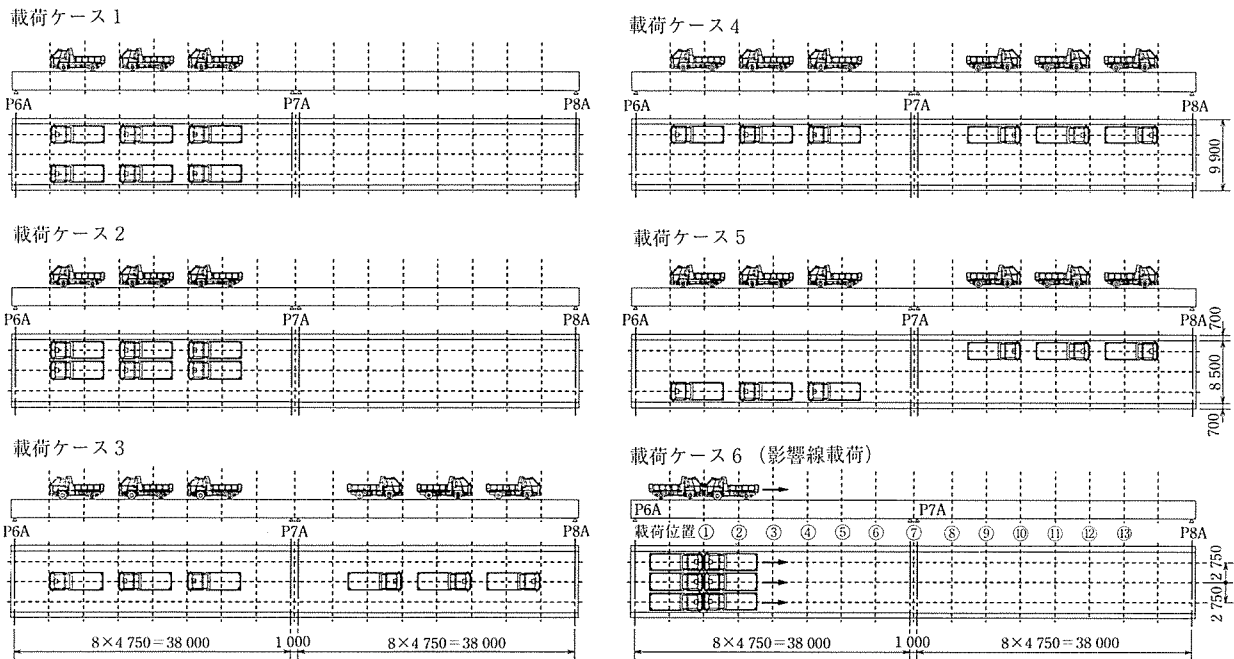 載荷ケース1
P6A P7A P8A
載荷ケース2
P6A P7A P8A
載荷ケース3
P6A P7A P8A
8×4 750=38 000 1 000 8×4 750=38 000
載荷ケース4
P6A P7A P8A
9 900
載荷ケース5
P6A P7A P8A
700
8 500
700
載荷ケース6 (影響線載荷)
P6A P7A
載荷位置 ① ② ③ ④ ⑤ ⑥ ⑦ ⑧ ⑨ ⑩ ⑪ ⑫ ⑬ P8A
2 750
2 750
8×4 750=38 000 1 000 8×4 750=38 000